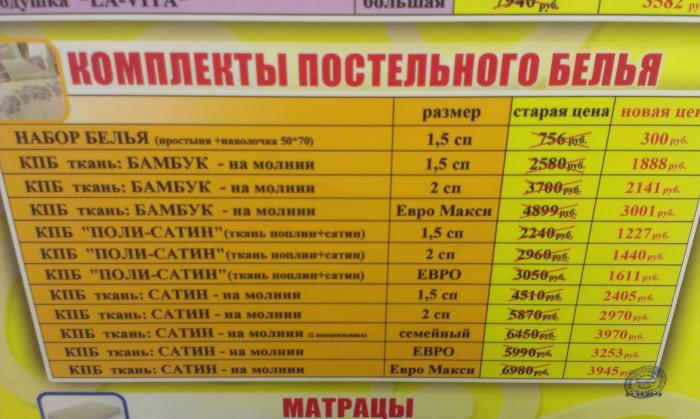 "LA-VITA" большая 1940 руб. 3582 руб.
КОМПЛЕКТЫ ПОСТЕЛЬНОГО БЕЛЬЯ
размер старая цена новая цен
НАБОР БЕЛЬЯ (простыня +наволочка 50*70) 1,5 сп 756 руб. 300 руб.
КПБ ткань: БАМБУК - на молнии 1,5 сп 2580 руб. 1888 руб.
КПБ ткань: БАМБУК - на молнии 2 сп 3700 руб. 2141 руб.
КПБ ткань: БАМБУК - на молнии Евро Макси 4899 руб. 3001 руб.
КПБ "ПОЛИ-САТИН"(ткань поплин+сатин) 1,5 сп 2240 руб. 1227 руб.
КПБ "ПОЛИ-САТИН"(ткань поплин+сатин) 2 сп 2960 руб. 1440 руб.
КПБ "ПОЛИ-САТИН"(ткань поплин+сатин) ЕВРО 3050 руб. 1611 руб.
КПБ ткань: САТИН - на молнии 1,5 сп 4510 руб. 2405 руб.
КПБ ткань: САТИН - на молнии 2 сп 5870 руб. 2970 руб.
КПБ ткань: САТИН - на молнии (2 пододеяльника) семейный 6450 руб. 3970 руб.
КПБ ткань: САТИН - на молнии ЕВРО 5990 руб. 3253 руб.
КПБ ткань: САТИН - на молнии Евро Макси 6980 руб. 3945 руб.
МАТРАЦЫ